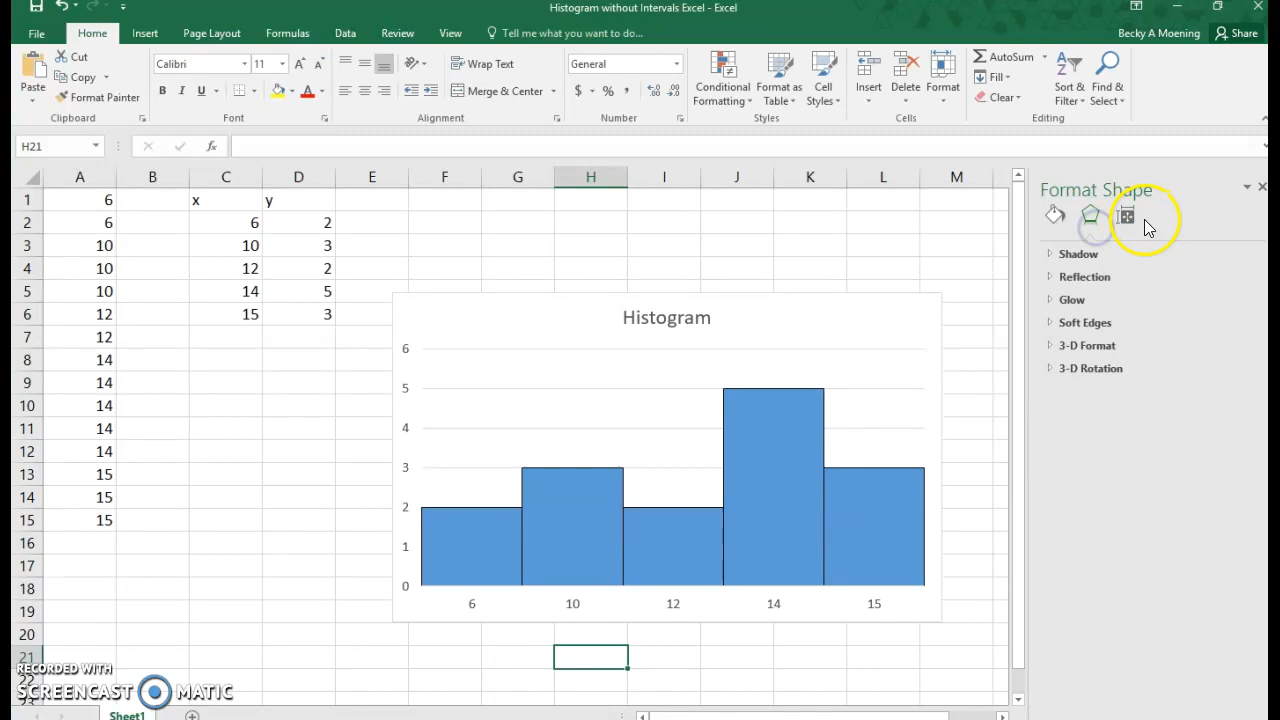 Histogram without Intervals Excel - Excel
File Home Insert Page Layout Formulas Data Review View Tell me what you want to do... Becky A Moening Share
Paste Cut Copy Format Painter Clipboard
Calibri 11 A A B I U A Font
Wrap Text Merge & Center Alignment
General $ % , .0 .00 .00 .0 Number
Conditional Formatting Format as Table Cell Styles Styles
Insert Delete Format Cells
AutoSum Fill Clear Sort & Filter Find & Select Editing
H21 fx
A B C D E F G H I J K L M
1 6 x y
2 6 6 2
3 10 10 3
4 10 12 2
5 10 14 5
6 12 15 3
7 12
8 14
9 14
10 14
11 14
12 14
13 15
14 15
15 15
16
17
18
19
20
21
22
23
Histogram
6
5
4
3
2
1
0
6 10 12 14 15
Format Shape
Shadow
Reflection
Glow
Soft Edges
3-D Format
3-D Rotation
RECORDED WITH
SCREENCAST MATIC
Sheet1